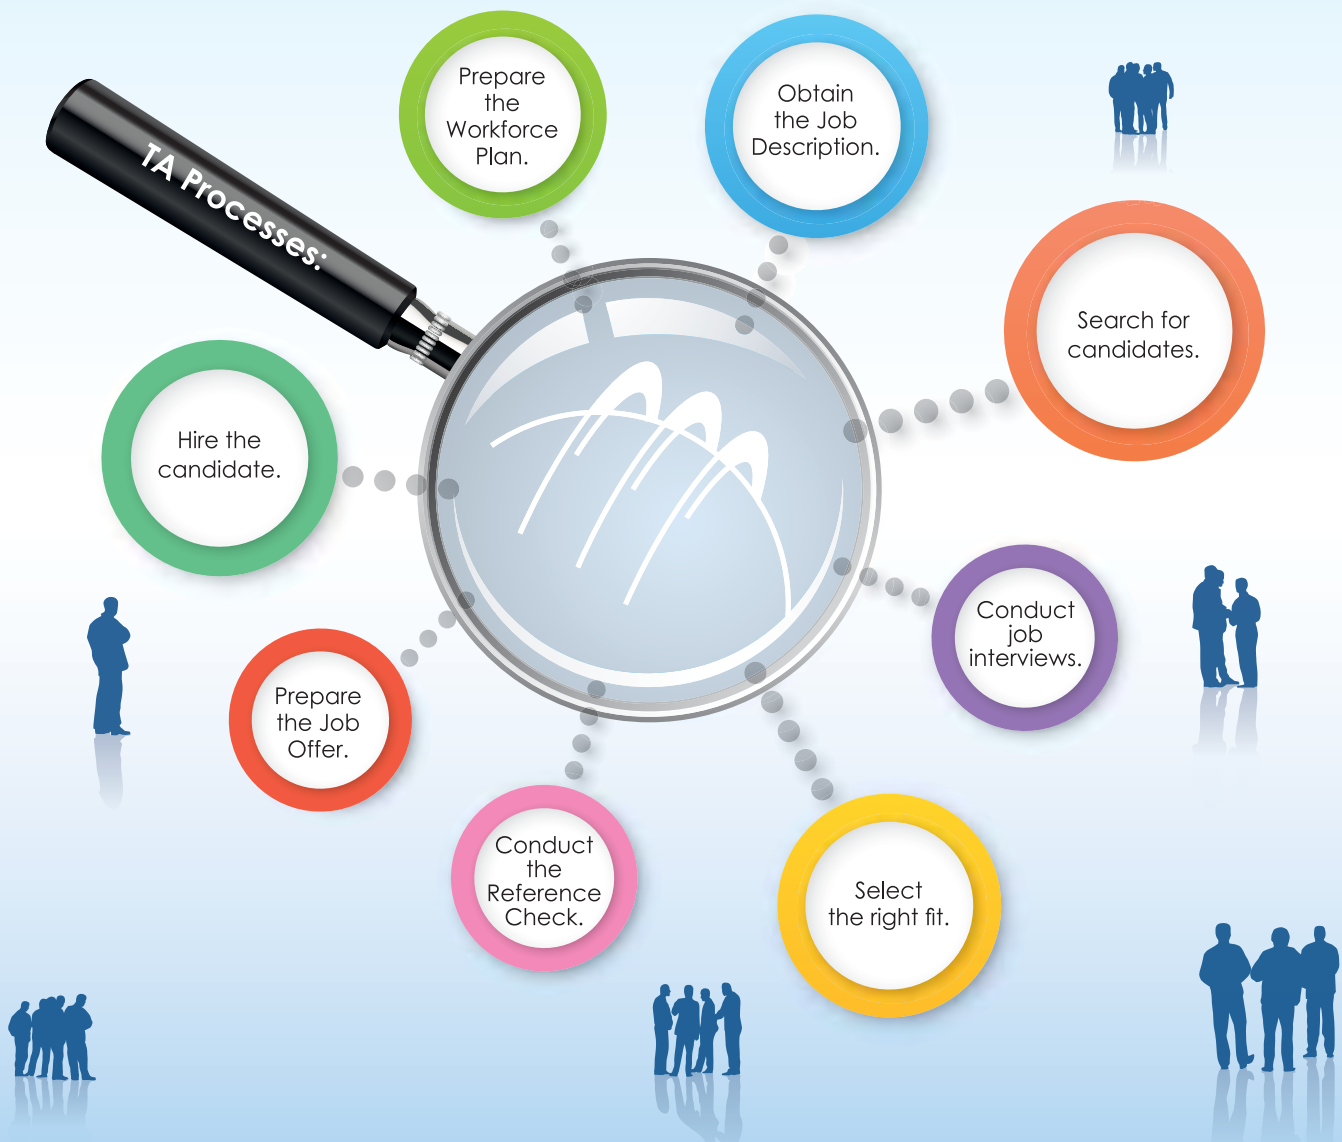 TA Processes:
Prepare
the
Workforce
Plan.
Obtain
the Job
Description.
Search for
candidates.
Conduct
job
interviews.
Select
the right fit.
Conduct
the
Reference
Check.
Prepare
the Job
Offer.
Hire the
candidate.